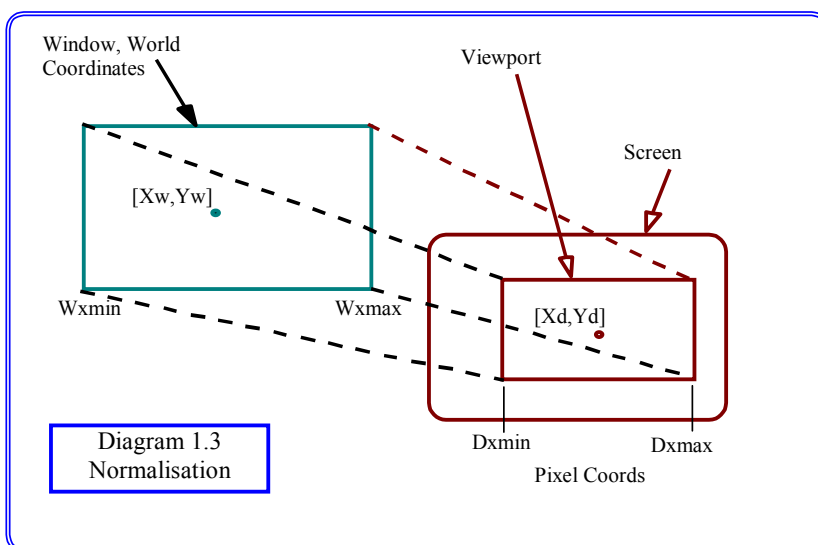 Window, World
Coordinates
Viewport
Screen
[Xw,Yw]
Wxmin
Wxmax
[Xd,Yd]
Dxmin
Dxmax
Pixel Coords
Diagram 1.3
Normalisation